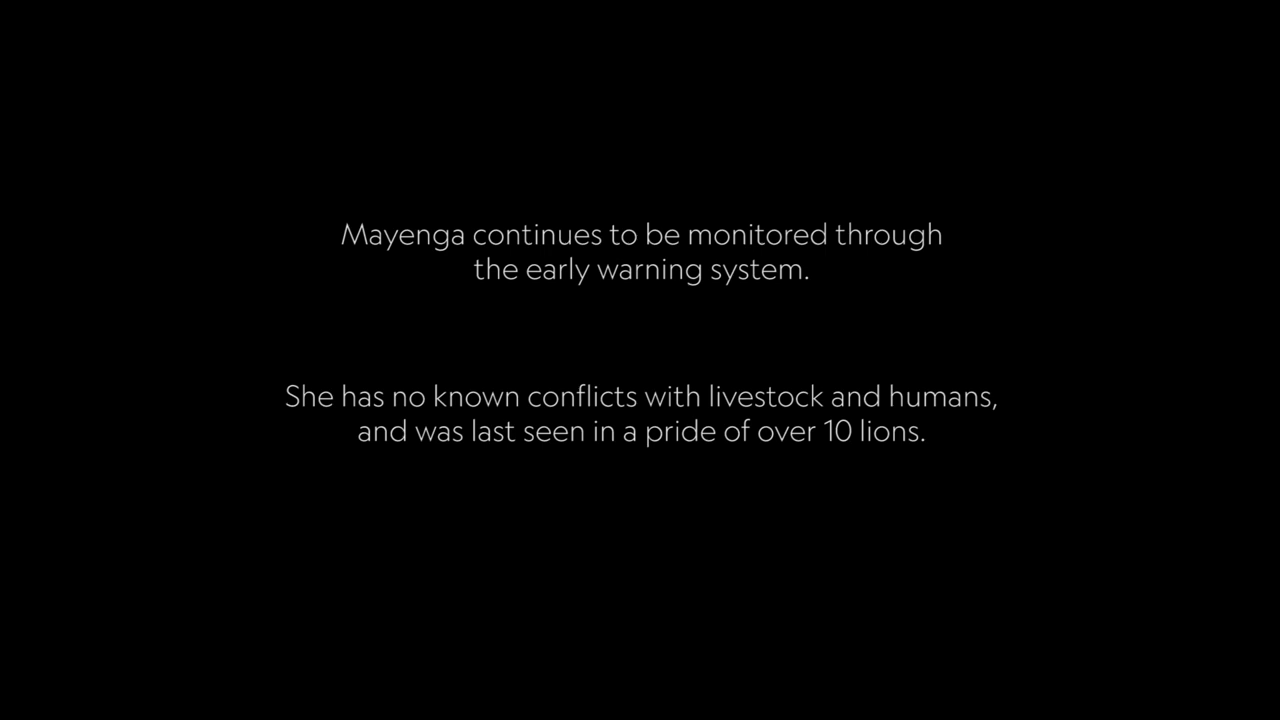 Mayenga continues to be monitored through
the early warning system.
She has no known conflicts with livestock and humans,
and was last seen in a pride of over 10 lions.